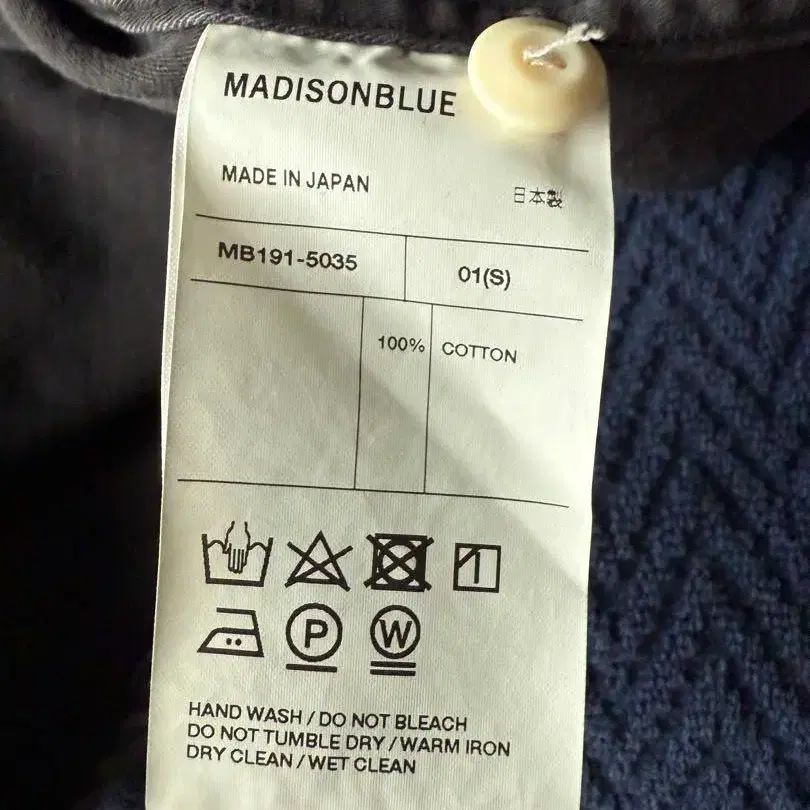 MADISONBLUE
MADE IN JAPAN 日本製
MB191-5035 01(S)
100% COTTON
P W
HAND WASH / DO NOT BLEACH
DO NOT TUMBLE DRY / WARM IRON
DRY CLEAN / WET CLEAN